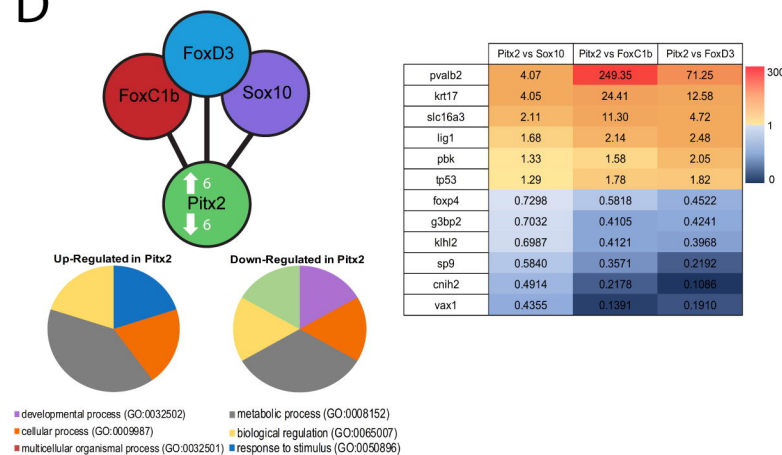 D
FoxD3
FoxC1b
Sox10
6
Pitx2
6
Up-Regulated in Pitx2
Down-Regulated in Pitx2
developmental process (GO:0032502)
cellular process (GO:0009987)
multicellular organismal process (GO:0032501)
metabolic process (GO:0008152)
biological regulation (GO:0065007)
response to stimulus (GO:0050896)
Pitx2 vs Sox10 Pitx2 vs FoxC1b Pitx2 vs FoxD3
pvalb2 4.07 249.35 71.25
krt17 4.05 24.41 12.58
slc16a3 2.11 11.30 4.72
lig1 1.68 2.14 2.48
pbk 1.33 1.58 2.05
tp53 1.29 1.78 1.82
foxp4 0.7298 0.5818 0.4522
g3bp2 0.7032 0.4105 0.4241
klhl2 0.6987 0.4121 0.3968
sp9 0.5840 0.3571 0.2192
cnih2 0.4914 0.2178 0.1086
vax1 0.4355 0.1391 0.1910
300
1
0